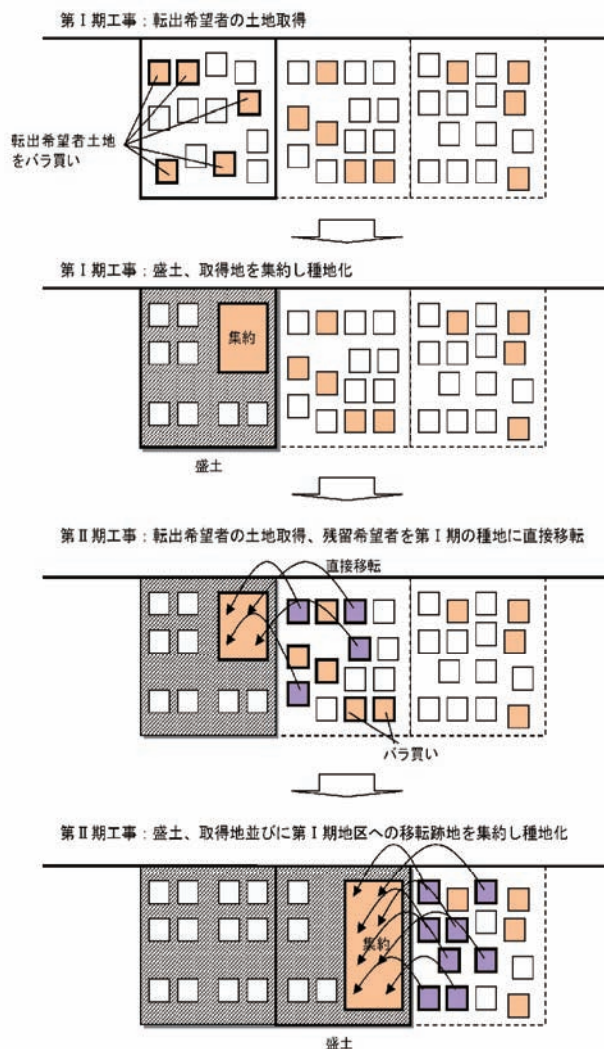 第Ⅰ期工事：転出希望者の土地取得
転出希望者土地
をバラ買い
第Ⅰ期工事：盛土、取得地を集約し種地化
集約
盛土
第Ⅱ期工事：転出希望者の土地取得、残留希望者を第Ⅰ期の種地に直接移転
直接移転
バラ買い
第Ⅱ期工事：盛土、取得地並びに第Ⅰ期地区への移転跡地を集約し種地化
集約
盛土